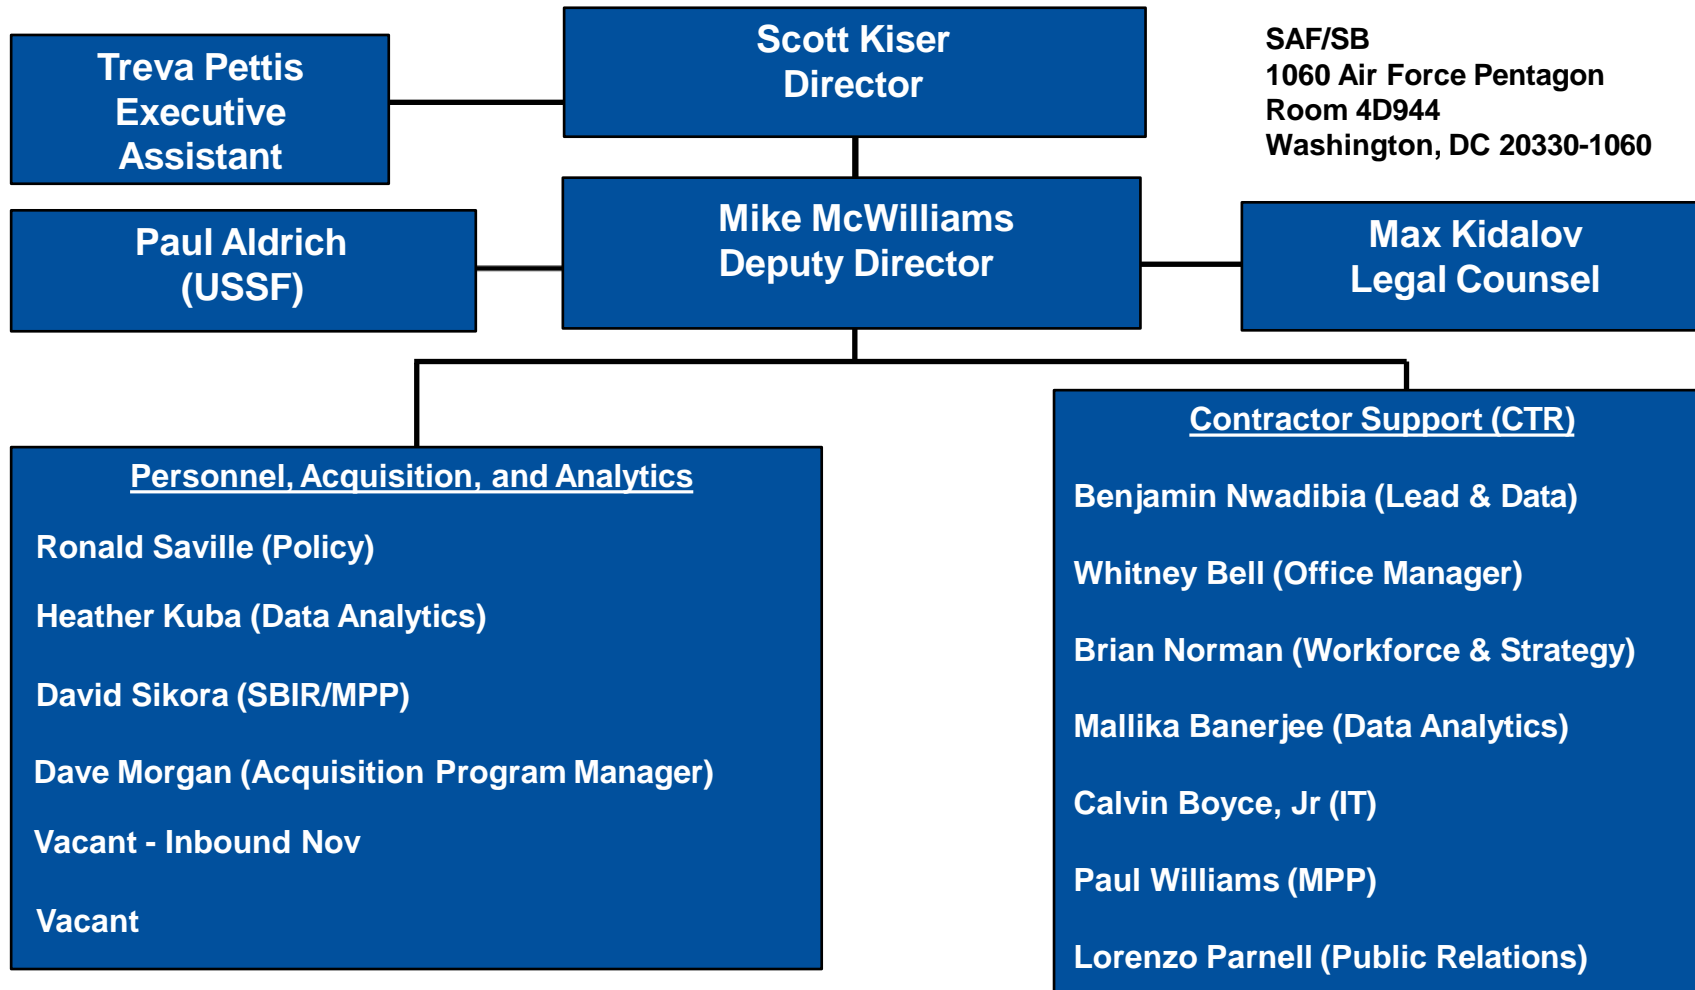 Treva Pettis
Executive
Assistant
Scott Kiser
Director
SAF/SB
1060 Air Force Pentagon
Room 4D944
Washington, DC 20330-1060
Paul Aldrich
(USSF)
Mike McWilliams
Deputy Director
Max Kidalov
Legal Counsel
Personnel, Acquisition, and Analytics
Ronald Saville (Policy)
Heather Kuba (Data Analytics)
David Sikora (SBIR/MPP)
Dave Morgan (Acquisition Program Manager)
Vacant - Inbound Nov
Vacant
Contractor Support (CTR)
Benjamin Nwadibia (Lead & Data)
Whitney Bell (Office Manager)
Brian Norman (Workforce & Strategy)
Mallika Banerjee (Data Analytics)
Calvin Boyce, Jr (IT)
Paul Williams (MPP)
Lorenzo Parnell (Public Relations)